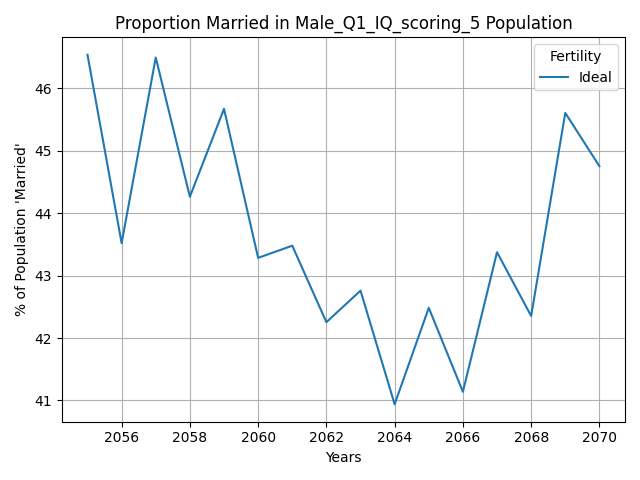 Proportion Married in Male_Q1_IQ_scoring_5 Population
Fertility
Ideal
% of Population 'Married'
46
45
44
43
42
41
2056 2058 2060 2062 2064 2066 2068 2070
Years